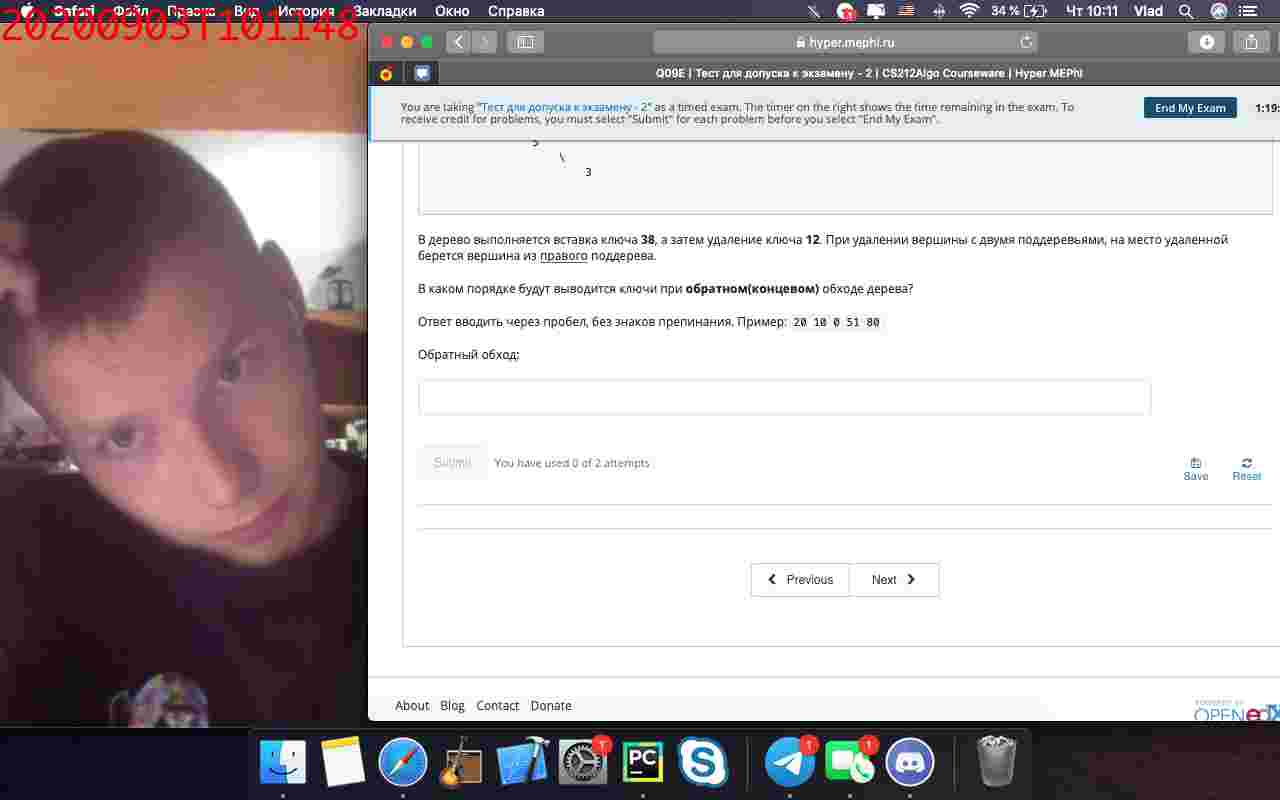 20200903T101148
Safari Файл Правка Вид История Закладки Окно Справка 34 % Чт 10:11 Vlad
hyper.mephi.ru
Q09E | Тест для допуска к экзамену - 2 | CS212Algo Courseware | Hyper.MEPhI
You are taking "Тест для допуска к экзамену - 2" as a timed exam. The timer on the right shows the time remaining in the exam. To
receive credit for problems, you must select "Submit" for each problem before you select "End My Exam".
End My Exam
1:19:
\
3
В дерево выполняется вставка ключа 38, а затем удаление ключа 12. При удалении вершины с двумя поддеревьями, на место удаленной
берется вершина из правого поддерева.
В каком порядке будут выводится ключи при обратном(концевом) обходе дерева?
Ответ вводить через пробел, без знаков препинания. Пример: 20 10 0 51 80
Обратный обход:
Submit You have used 0 of 2 attempts
Save Reset
Previous Next
About Blog Contact Donate
POWERED BY
OPEN edX
1 PC 1 1